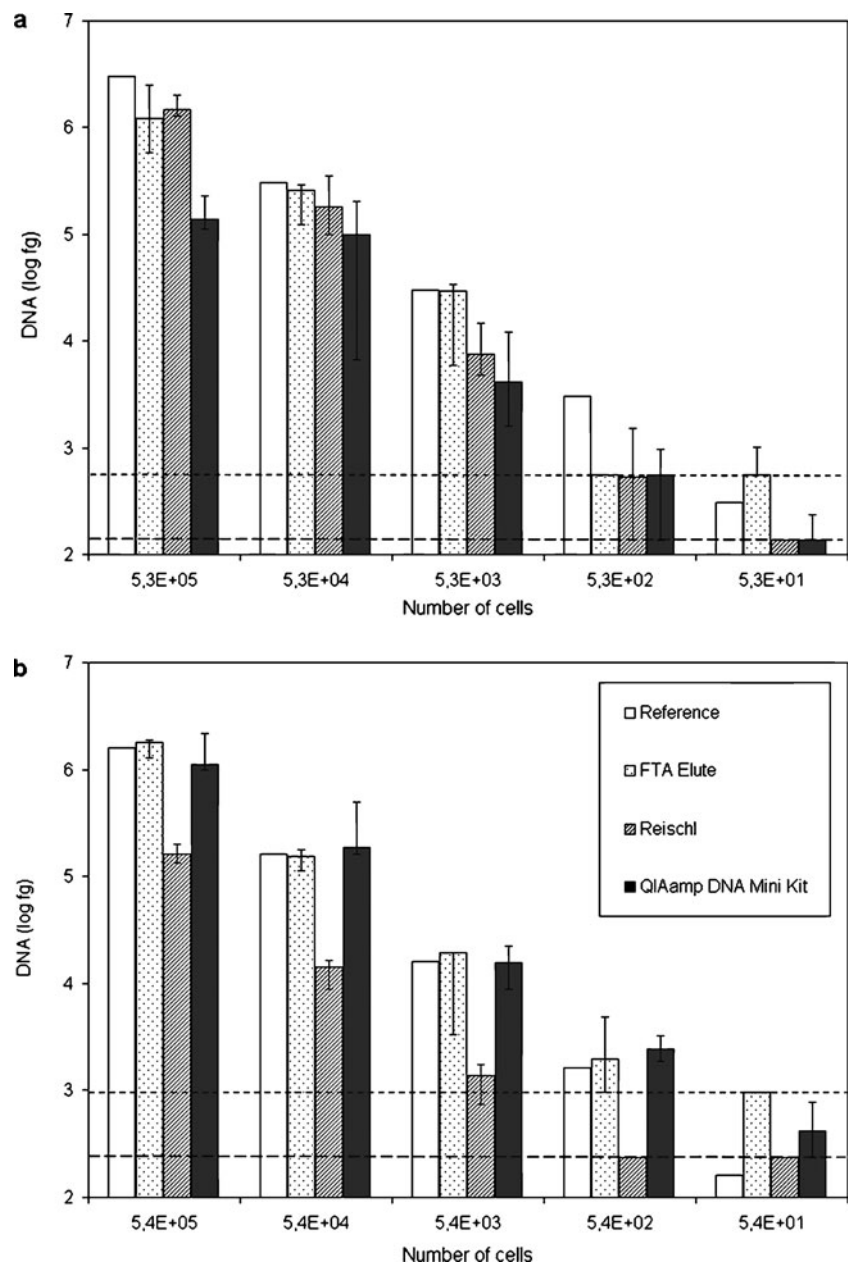 a
7
6
5
4
3
2
DNA (log fg)
5,3E+05 5,3E+04 5,3E+03 5,3E+02 5,3E+01
Number of cells
b
7
6
5
4
3
2
DNA (log fg)
Reference
FTA Elute
Reischl
QIAamp DNA Mini Kit
5,4E+05 5,4E+04 5,4E+03 5,4E+02 5,4E+01
Number of cells